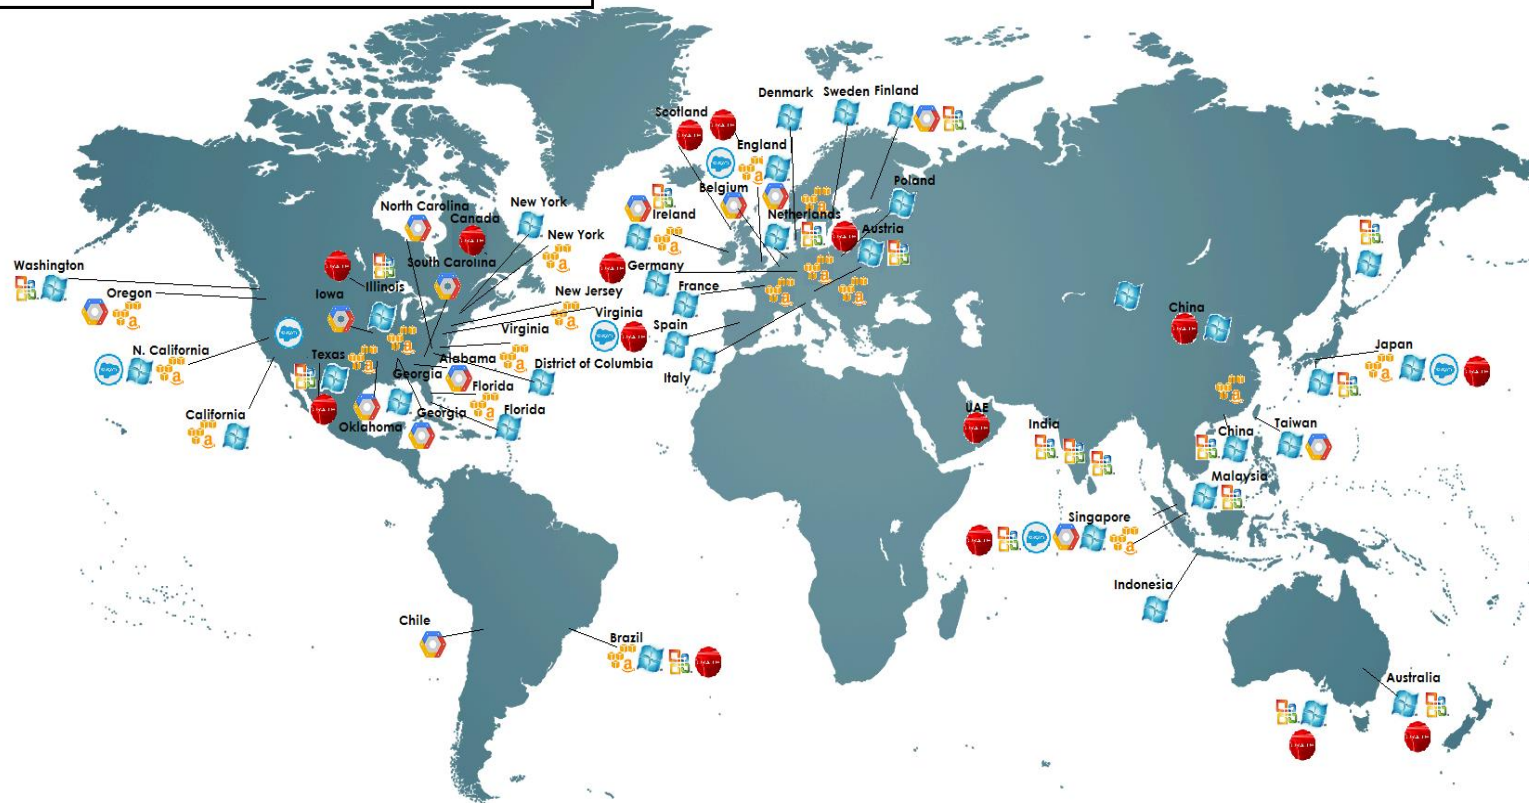 Denmark
Sweden
Finland
Scotland
England
Poland
Belgium
North Carolina
New York
Ireland
Netherlands
Canada
Austria
New York
South Carolina
Washington
Germany
Illinois
Oregon
Iowa
New Jersey
France
Virginia
China
Spain
Virginia
N. California
Texas
Alabama
District of Columbia
Japan
Georgia
Italy
Florida
California
Georgia
Florida
UAE
Oklahoma
India
China
Taiwan
Malaysia
Singapore
Indonesia
Chile
Brazil
Australia